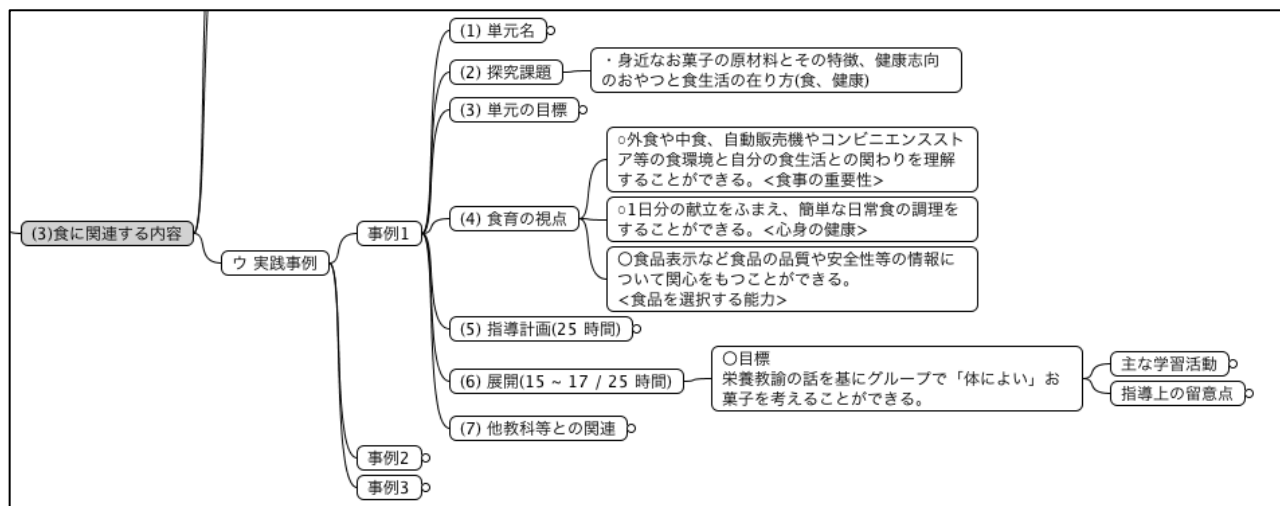 (1) 単元名
(2) 探究課題
・身近なお菓子の原材料とその特徴、健康志向
のおやつと食生活の在り方(食、健康)
(3) 単元の目標
○外食や中食、自動販売機やコンビニエンススト
ア等の食環境と自分の食生活との関わりを理解
することができる。<食事の重要性>
(4) 食育の視点
○1日分の献立をふまえ、簡単な日常食の調理を
することができる。<心身の健康>
〇食品表示など食品の品質や安全性等の情報に
ついて関心をもつことができる。
<食品を選択する能力>
(3)食に関連する内容
ウ 実践事例
事例1
(5) 指導計画(25 時間)
(6) 展開(15 ~ 17 / 25 時間)
〇目標
栄養教諭の話を基にグループで「体によい」お
菓子を考えることができる。
主な学習活動
指導上の留意点
(7) 他教科等との関連
事例2
事例3